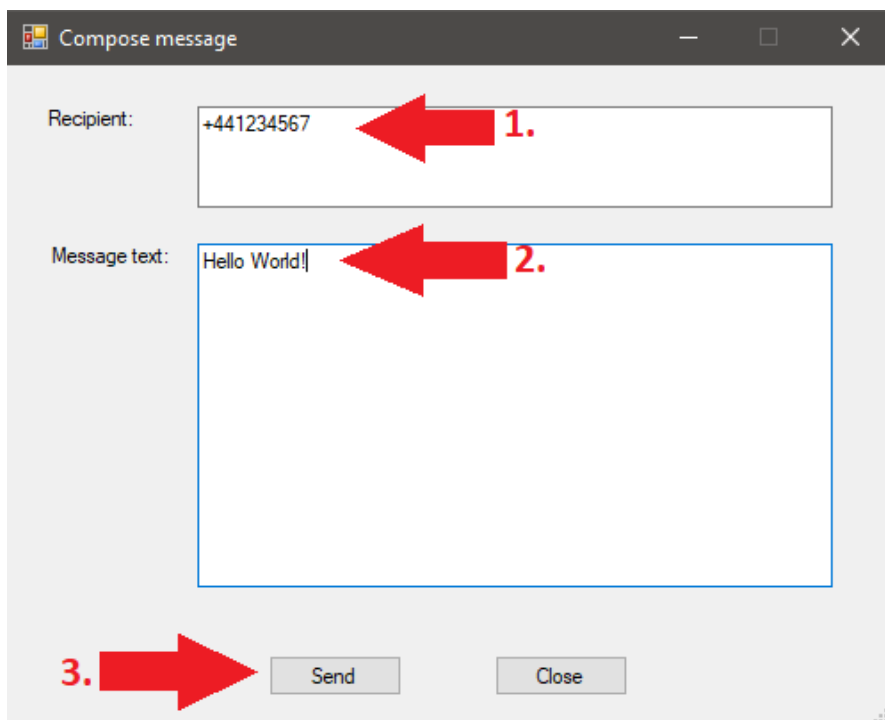 Compose message
Recipient:
+441234567
1.
Message text:
Hello World!
2.
3.
Send
Close